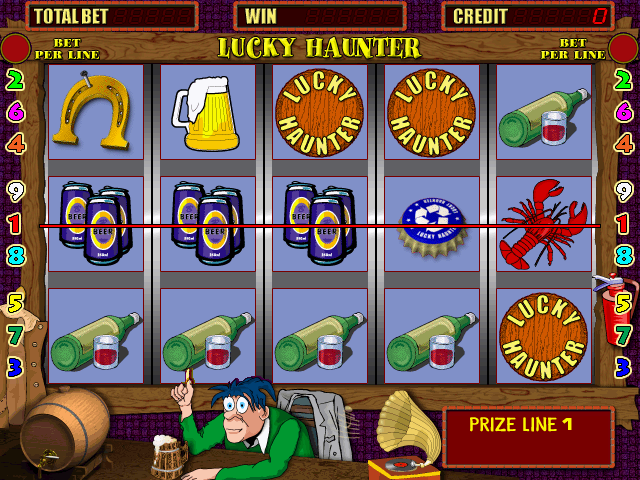 TOTAL BET
WIN
CREDIT 0
BET PER LINE
LUCKY HAUNTER
BET PER LINE
2 2
6 6
4 4
LUCKY HAUNTER
LUCKY HAUNTER
9 9
1 1
8 8
BEER
BEER
BEER
LUCKY HAUNT
5 5
7 7
3 3
LUCKY HAUNTER
PRIZE LINE 1